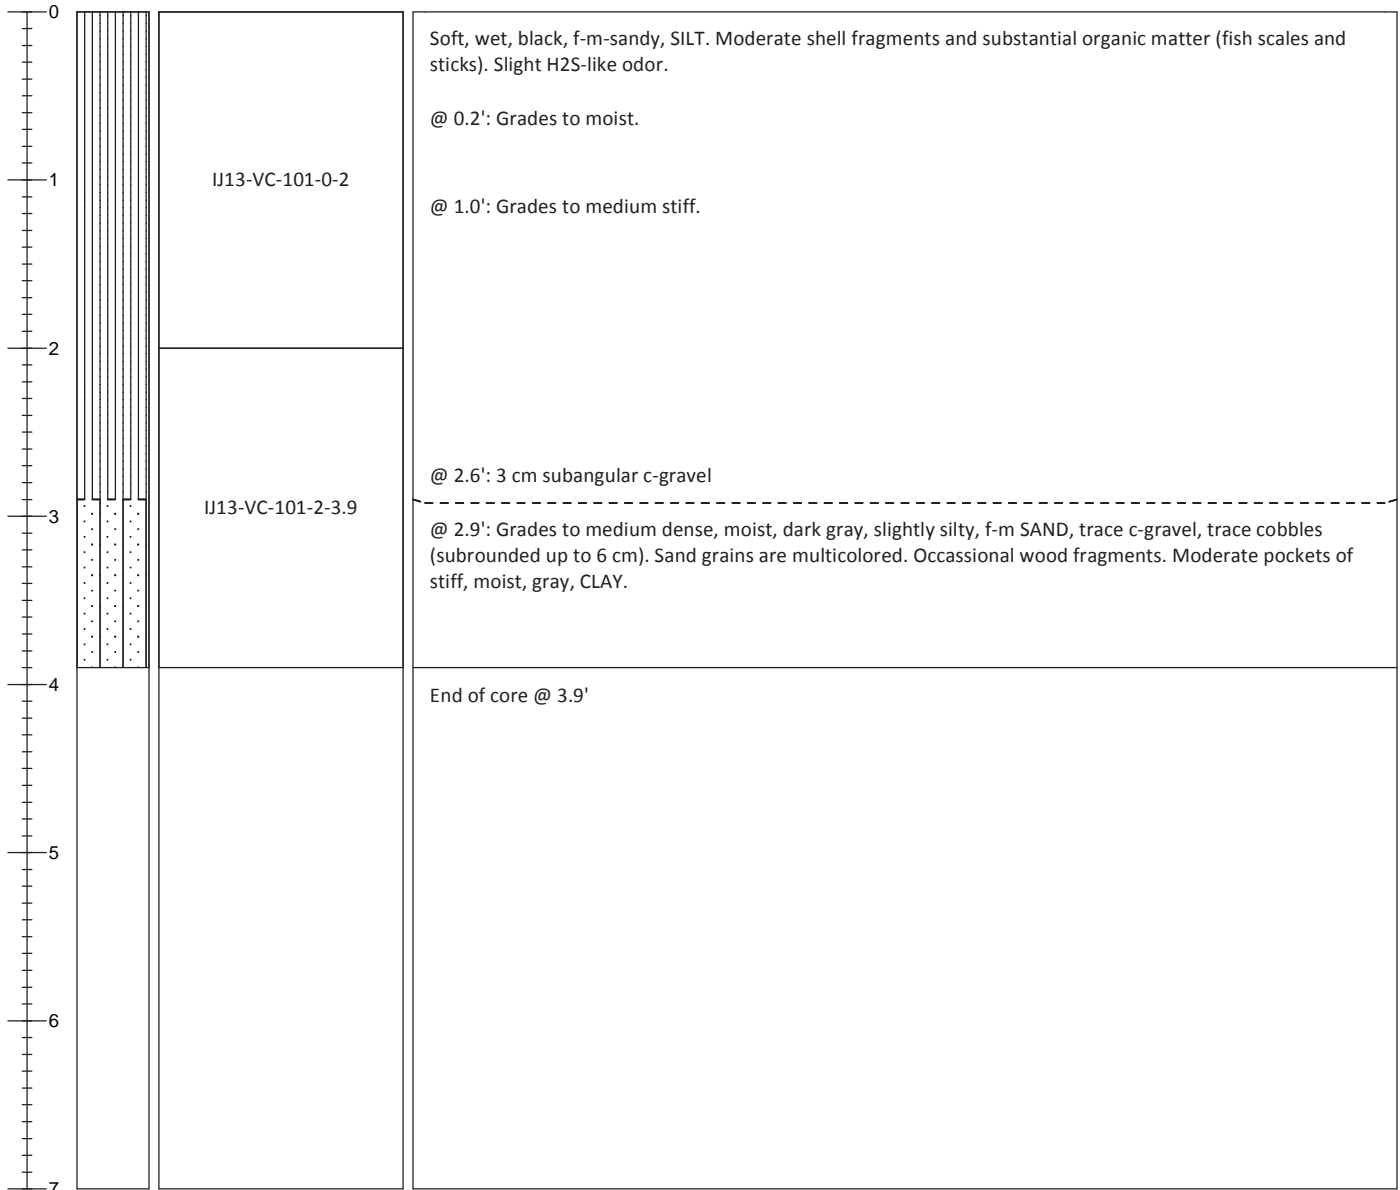 0
Soft, wet, black, f-m-sandy, SILT. Moderate shell fragments and substantial organic matter (fish scales and
sticks). Slight H2S-like odor.
@ 0.2': Grades to moist.
1
IJ13-VC-101-0-2
@ 1.0': Grades to medium stiff.
2
@ 2.6': 3 cm subangular c-gravel
IJ13-VC-101-2-3.9
3
@ 2.9': Grades to medium dense, moist, dark gray, slightly silty, f-m SAND, trace c-gravel, trace cobbles
(subrounded up to 6 cm). Sand grains are multicolored. Occassional wood fragments. Moderate pockets of
stiff, moist, gray, CLAY.
4
End of core @ 3.9'
5
6
7